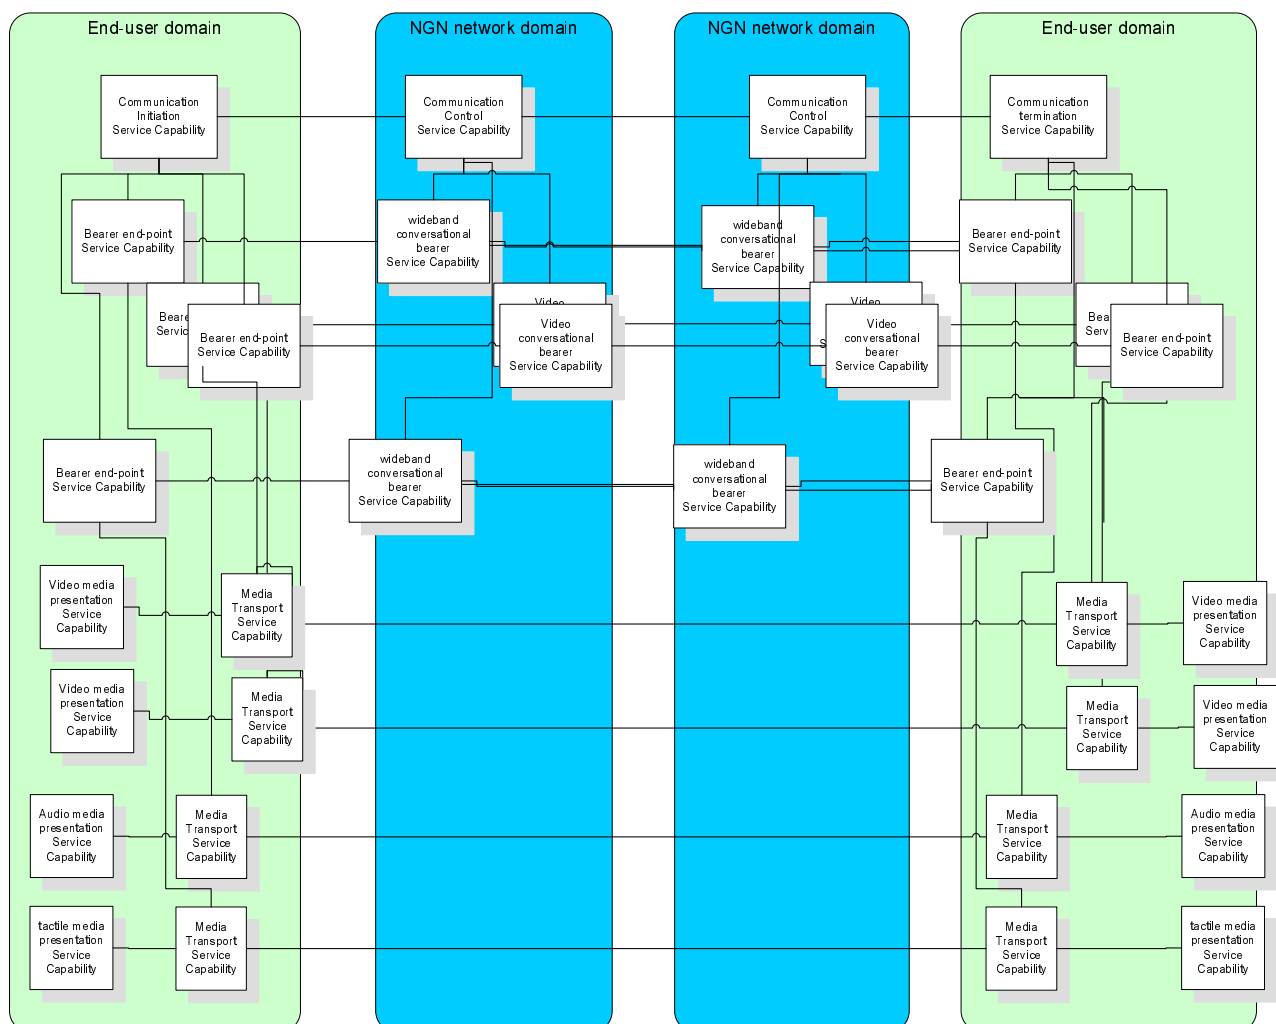 End-user domain
NGN network domain
NGN network domain
End-user domain
Communication
Initiation
Service Capability
Communication
Control
Service Capability
Communication
Control
Service Capability
Communication
termination
Service Capability
Bearer end-point
Service Capability
wideband
conversational
bearer
Service Capability
wideband
conversational
bearer
Service Capability
Bearer end-point
Service Capability
Bearer end-point
Service Capability
Video
Video
conversational
bearer
Service Capability
Video
conversational
bearer
Service Capability
Bearer end-point
Service Capability
Bearer end-point
Service Capability
wideband
conversational
bearer
Service Capability
wideband
conversational
bearer
Service Capability
Bearer end-point
Service Capability
Video media
presentation
Service
Capability
Media
Transport
Service
Capability
Media
Transport
Service
Capability
Video media
presentation
Service
Capability
Video media
presentation
Service
Capability
Media
Transport
Service
Capability
Media
Transport
Service
Capability
Video media
presentation
Service
Capability
Audio media
presentation
Service
Capability
Media
Transport
Service
Capability
Media
Transport
Service
Capability
Audio media
presentation
Service
Capability
tactile media
presentation
Service
Capability
Media
Transport
Service
Capability
Media
Transport
Service
Capability
tactile media
presentation
Service
Capability